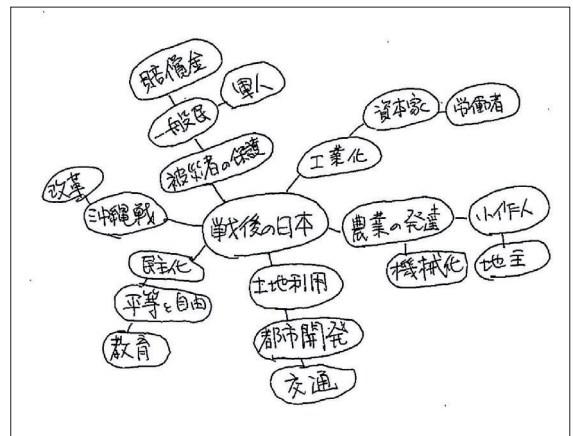 賠償金
軍人
一般民
被災者の保護
資本家
労働者
工業化
改革
沖縄戦
戦後の日本
農業の発達
小作人
機械化
地主
民主化
平等と自由
教育
土地利用
都市開発
交通